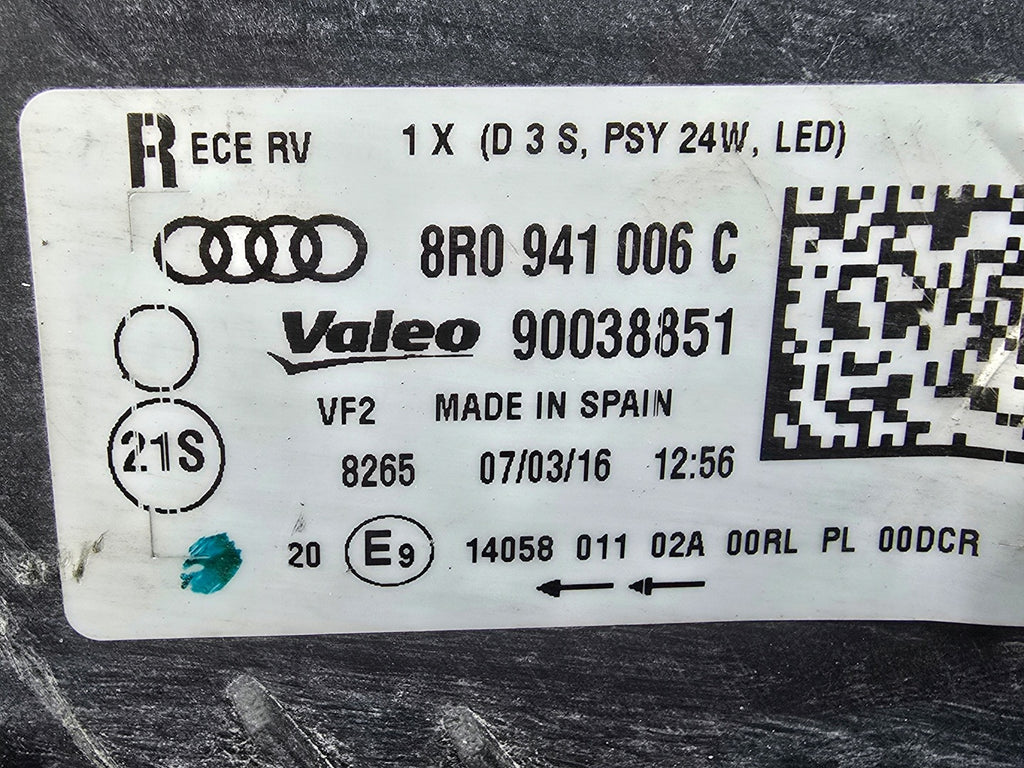 R ECE RV 1 X (D 3 S, PSY 24W, LED)
8R0 941 006 C
Valeo 90038851
VF2 MADE IN SPAIN
21S
8265 07/03/16 12:56
20 E9 14058 011 02A 00RL PL 00DCR